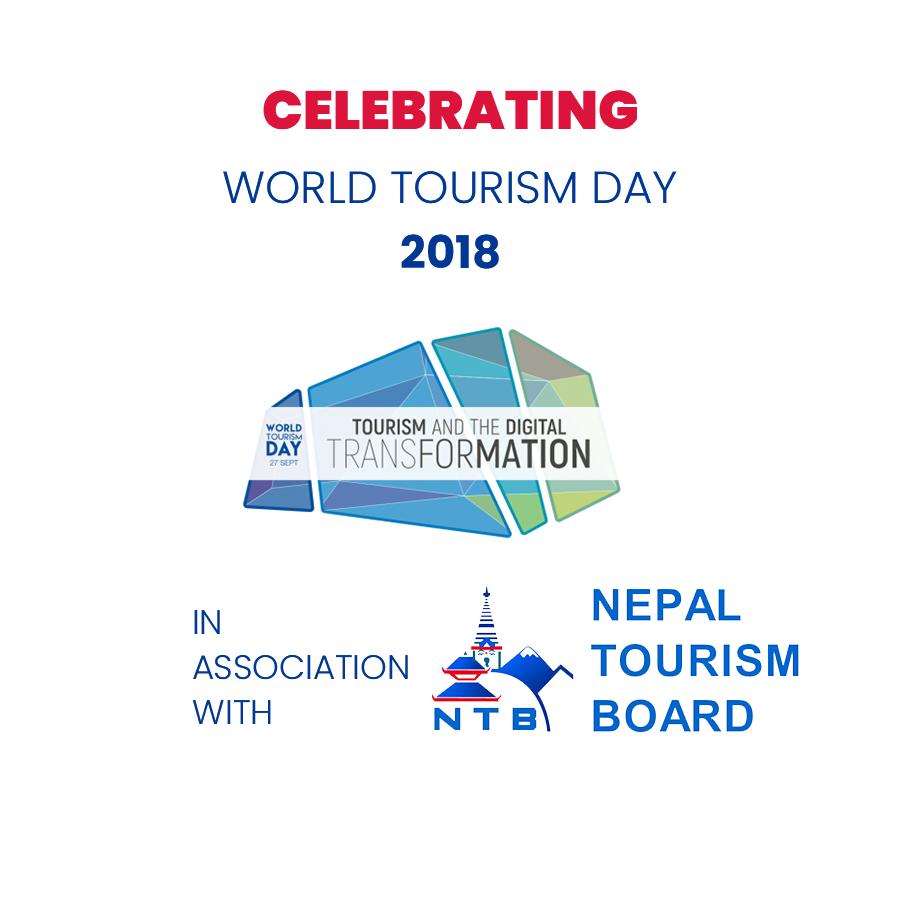 CELEBRATING
WORLD TOURISM DAY
2018
WORLD
TOURISM
DAY
27 SEPT
TOURISM AND THE DIGITAL
TRANSFORMATION
IN
ASSOCIATION
WITH
NTB
NEPAL
TOURISM
BOARD